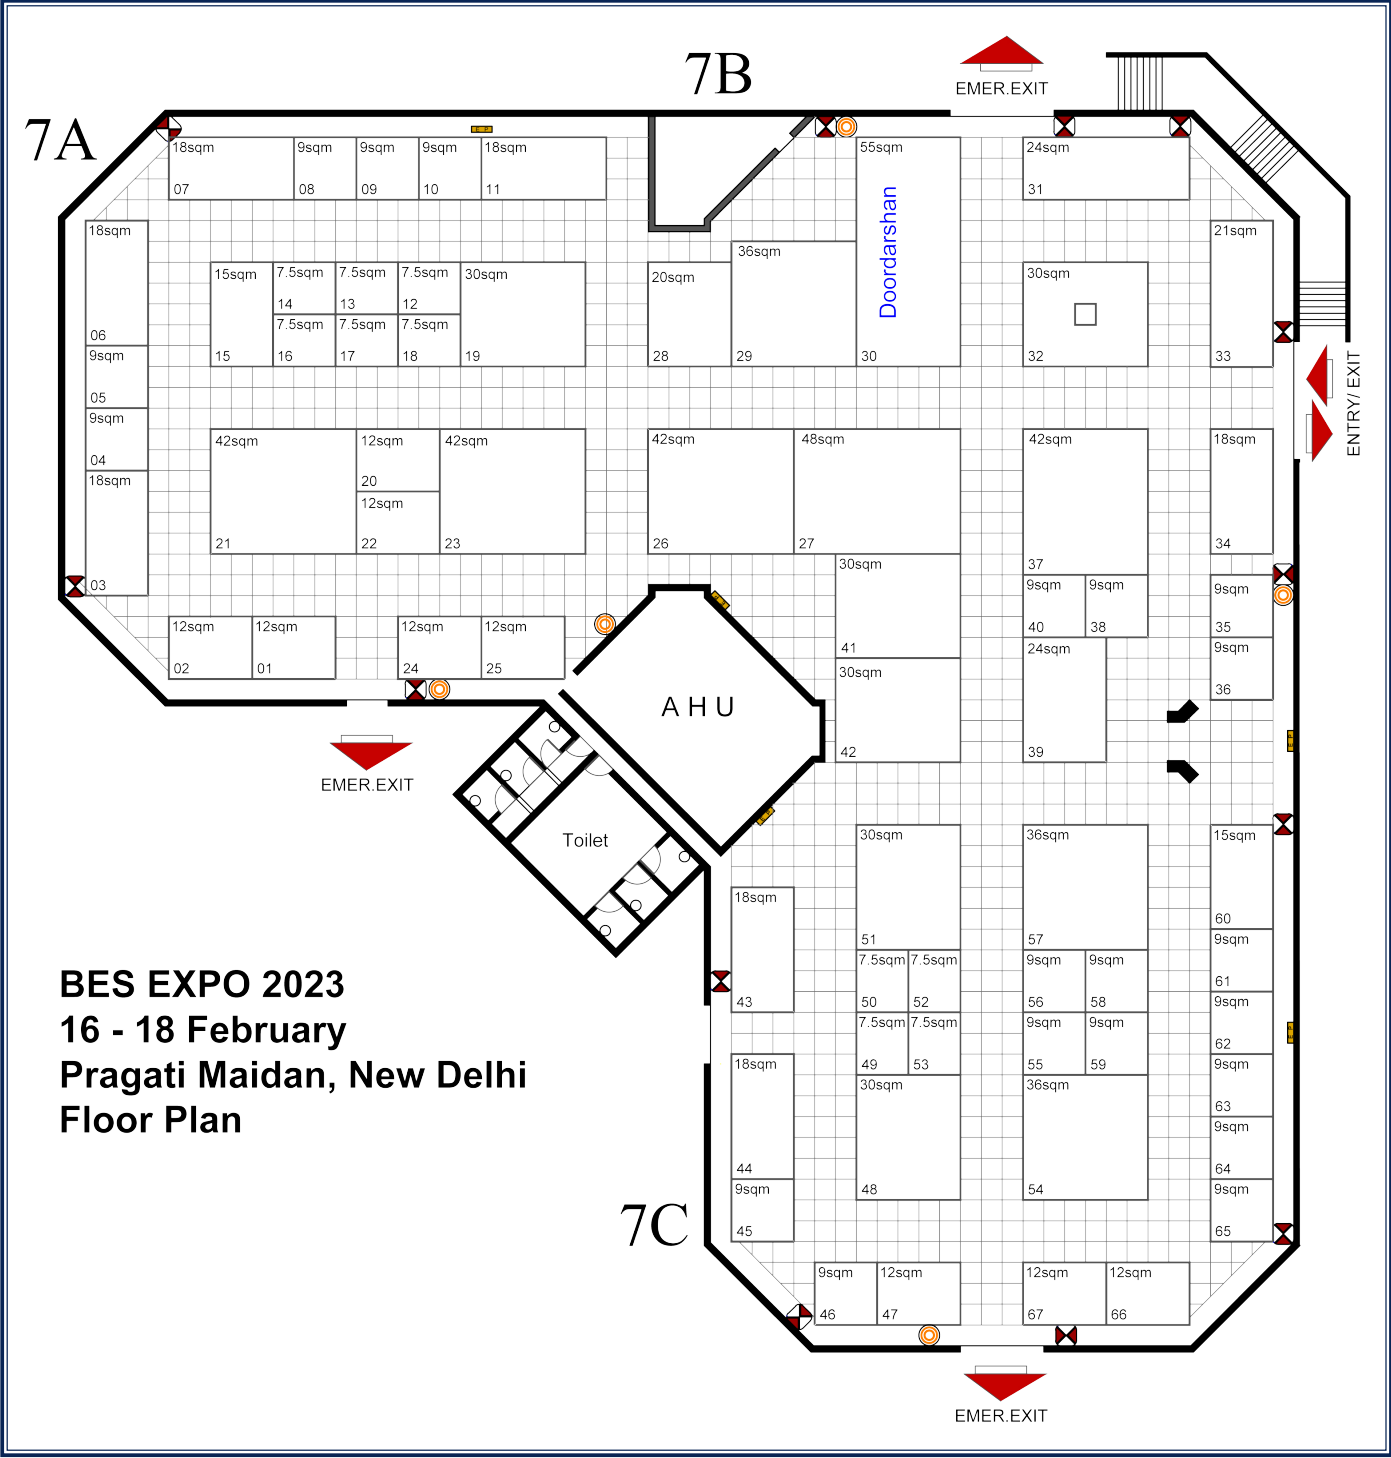 7B
EMER.EXIT
7A
18sqm
07
9sqm
08
9sqm
09
9sqm
10
18sqm
11
55sqm
Doordarshan
30
24sqm
31
18sqm
06
9sqm
05
9sqm
04
18sqm
03
15sqm
15
7.5sqm
14
7.5sqm
13
7.5sqm
12
7.5sqm
16
7.5sqm
17
7.5sqm
18
30sqm
19
20sqm
28
36sqm
29
30sqm
32
21sqm
33
ENTRY/ EXIT
42sqm
21
12sqm
20
12sqm
22
42sqm
23
42sqm
26
48sqm
27
42sqm
37
18sqm
34
30sqm
41
9sqm
40
9sqm
38
9sqm
35
9sqm
36
24sqm
39
30sqm
42
12sqm
02
12sqm
01
12sqm
24
12sqm
25
A H U
EMER.EXIT
Toilet
30sqm
51
36sqm
57
15sqm
60
18sqm
43
7.5sqm
50
7.5sqm
52
9sqm
56
9sqm
58
9sqm
61
7.5sqm
49
7.5sqm
53
9sqm
55
9sqm
59
9sqm
62
18sqm
44
30sqm
48
36sqm
54
9sqm
63
9sqm
64
9sqm
45
9sqm
65
BES EXPO 2023
16 - 18 February
Pragati Maidan, New Delhi
Floor Plan
7C
9sqm
46
12sqm
47
12sqm
67
12sqm
66
EMER.EXIT